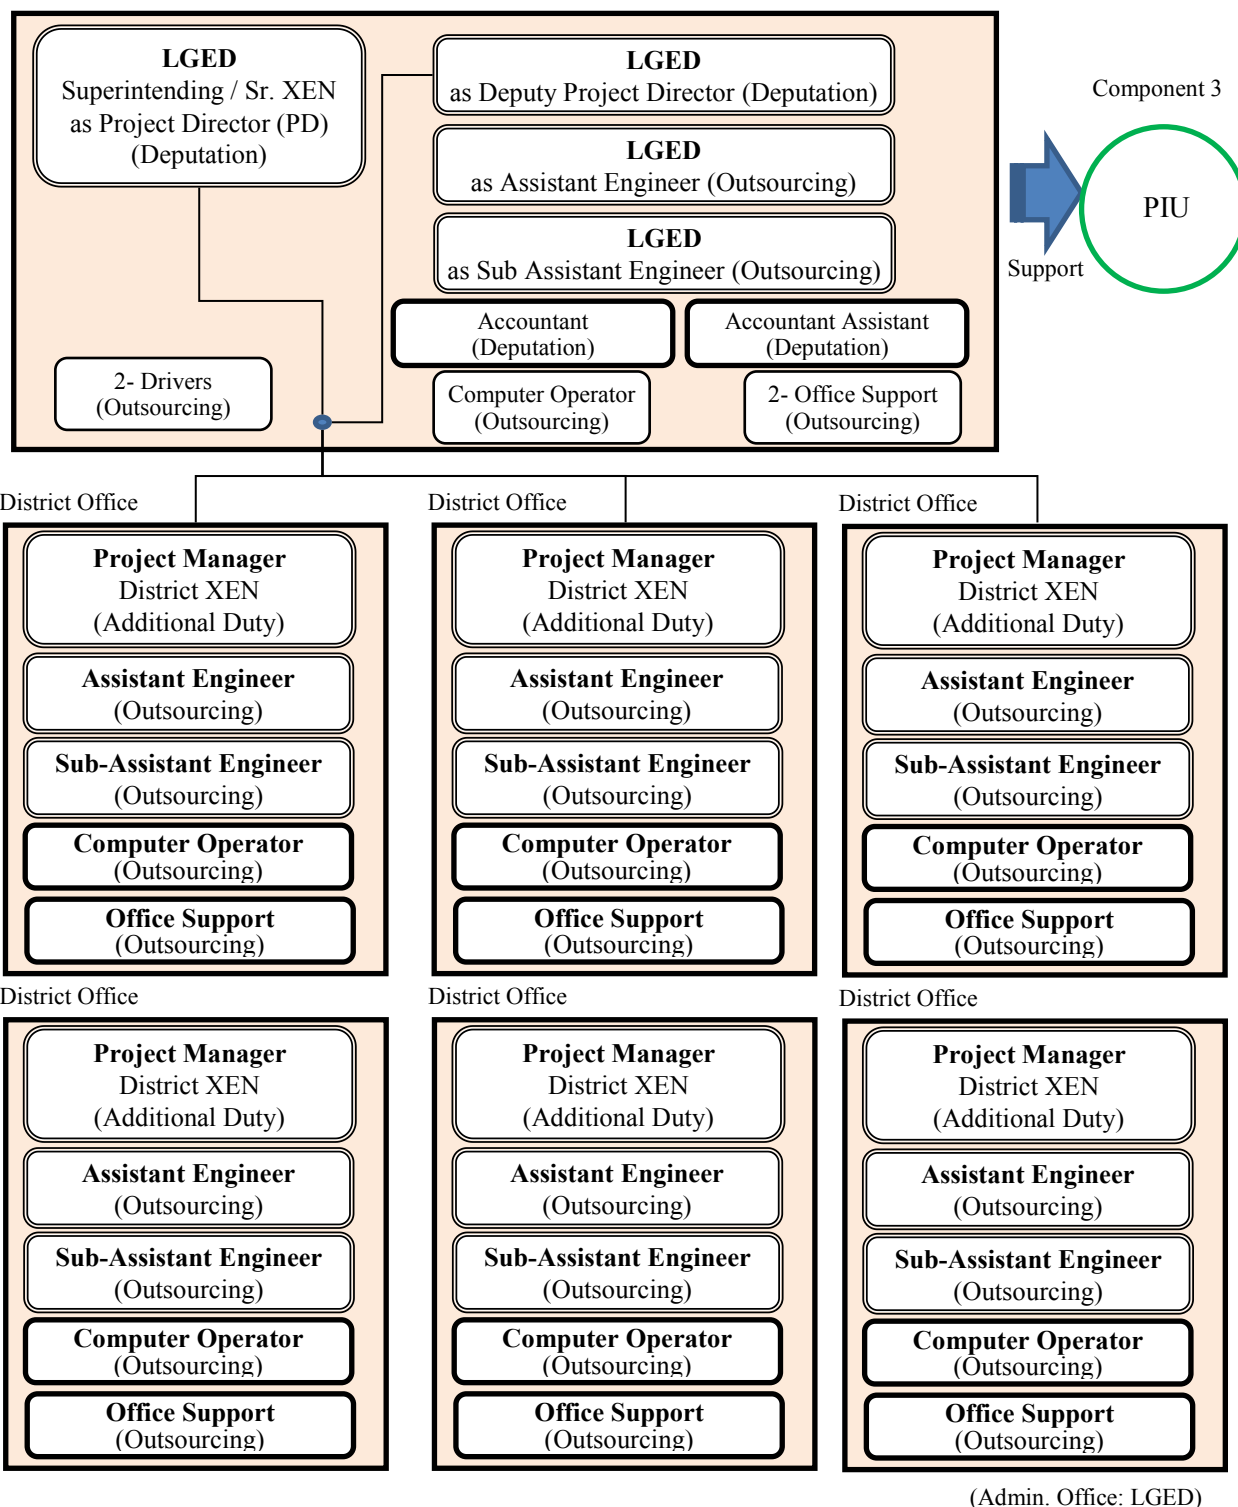 LGED
Superintending / Sr. XEN
as Project Director (PD)
(Deputation)
LGED
as Deputy Project Director (Deputation)
LGED
as Assistant Engineer (Outsourcing)
LGED
as Sub Assistant Engineer (Outsourcing)
Accountant
(Deputation)
Accountant Assistant
(Deputation)
2- Drivers
(Outsourcing)
Computer Operator
(Outsourcing)
2- Office Support
(Outsourcing)
Component 3
PIU
Support
District Office
Project Manager
District XEN
(Additional Duty)
Assistant Engineer
(Outsourcing)
Sub-Assistant Engineer
(Outsourcing)
Computer Operator
(Outsourcing)
Office Support
(Outsourcing)
District Office
Project Manager
District XEN
(Additional Duty)
Assistant Engineer
(Outsourcing)
Sub-Assistant Engineer
(Outsourcing)
Computer Operator
(Outsourcing)
Office Support
(Outsourcing)
District Office
Project Manager
District XEN
(Additional Duty)
Assistant Engineer
(Outsourcing)
Sub-Assistant Engineer
(Outsourcing)
Computer Operator
(Outsourcing)
Office Support
(Outsourcing)
District Office
Project Manager
District XEN
(Additional Duty)
Assistant Engineer
(Outsourcing)
Sub-Assistant Engineer
(Outsourcing)
Computer Operator
(Outsourcing)
Office Support
(Outsourcing)
District Office
Project Manager
District XEN
(Additional Duty)
Assistant Engineer
(Outsourcing)
Sub-Assistant Engineer
(Outsourcing)
Computer Operator
(Outsourcing)
Office Support
(Outsourcing)
District Office
Project Manager
District XEN
(Additional Duty)
Assistant Engineer
(Outsourcing)
Sub-Assistant Engineer
(Outsourcing)
Computer Operator
(Outsourcing)
Office Support
(Outsourcing)
(Admin. Office: LGED)